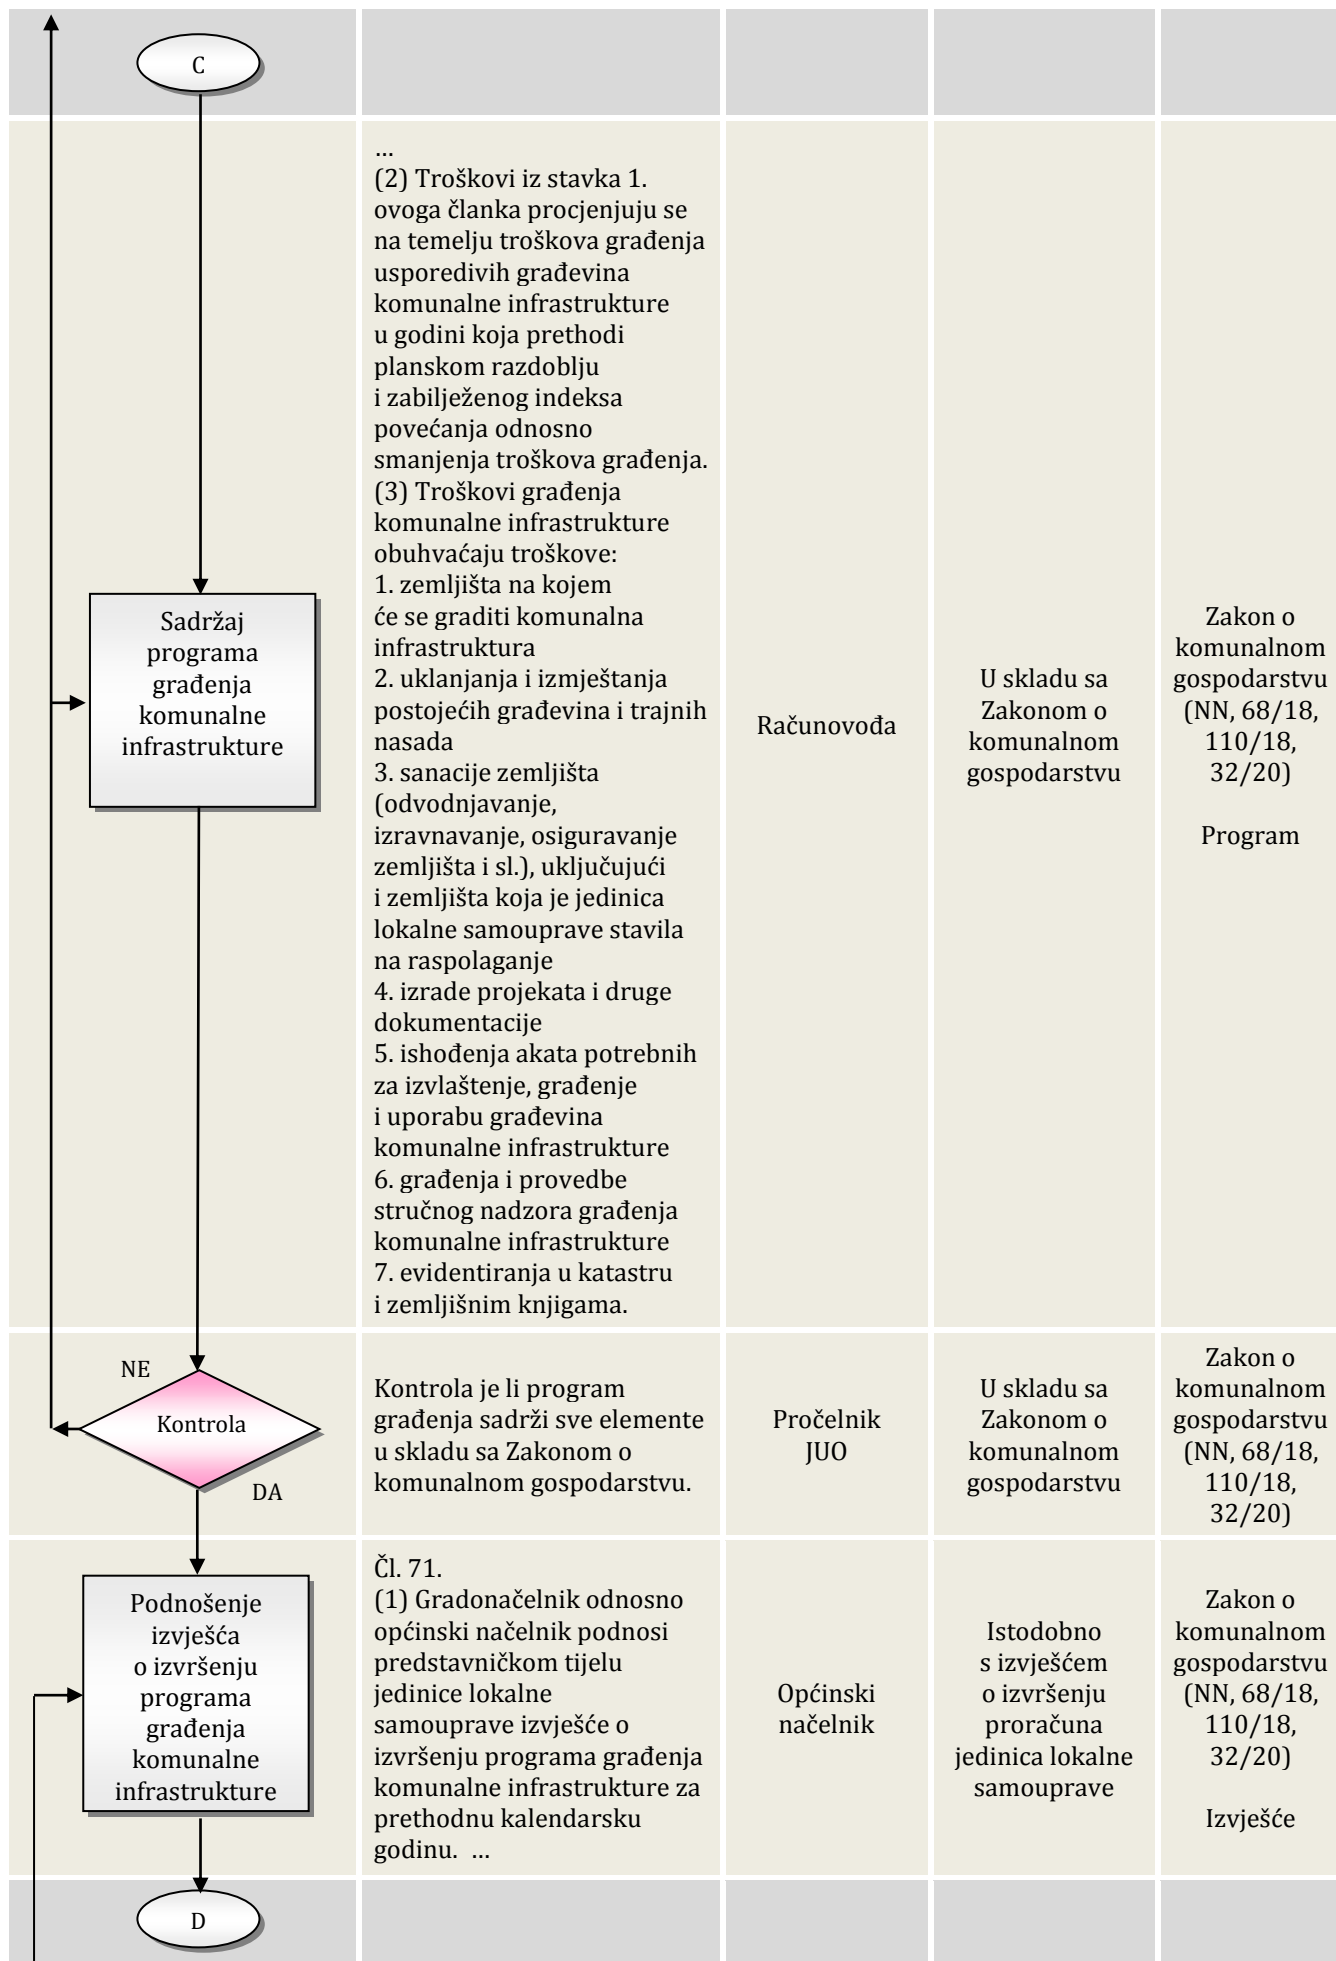 C
Sadržaj
programa
građenja
komunalne
infrastrukture
…
(2) Troškovi iz stavka 1.
ovoga članka procjenjuju se
na temelju troškova građenja
usporedivih građevina
komunalne infrastrukture
u godini koja prethodi
planskom razdoblju
i zabilježenog indeksa
povećanja odnosno
smanjenja troškova građenja.
(3) Troškovi građenja
komunalne infrastrukture
obuhvaćaju troškove:
1. zemljišta na kojem
će se graditi komunalna
infrastruktura
2. uklanjanja i izmještanja
postojećih građevina i trajnih
nasada
3. sanacije zemljišta
(odvodnjavanje,
izravnavanje, osiguravanje
zemljišta i sl.), uključujući
i zemljišta koja je jedinica
lokalne samouprave stavila
na raspolaganje
4. izrade projekata i druge
dokumentacije
5. ishođenja akata potrebnih
za izvlaštenje, građenje
i uporabu građevina
komunalne infrastrukture
6. građenja i provedbe
stručnog nadzora građenja
komunalne infrastrukture
7. evidentiranja u katastru
i zemljišnim knjigama.
Računovođa
U skladu sa
Zakonom o
komunalnom
gospodarstvu
Zakon o
komunalnom
gospodarstvu
(NN, 68/18,
110/18,
32/20)
Program
NE
Kontrola
DA
Kontrola je li program
građenja sadrži sve elemente
u skladu sa Zakonom o
komunalnom gospodarstvu.
Pročelnik
JUO
U skladu sa
Zakonom o
komunalnom
gospodarstvu
Zakon o
komunalnom
gospodarstvu
(NN, 68/18,
110/18,
32/20)
Podnošenje
izvješća
o izvršenju
programa
građenja
komunalne
infrastrukture
Čl. 71.
(1) Gradonačelnik odnosno
općinski načelnik podnosi
predstavničkom tijelu
jedinice lokalne
samouprave izvješće o
izvršenju programa građenja
komunalne infrastrukture za
prethodnu kalendarsku
godinu. …
Općinski
načelnik
Istodobno
s izvješćem
o izvršenju
proračuna
jedinica lokalne
samouprave
Zakon o
komunalnom
gospodarstvu
(NN, 68/18,
110/18,
32/20)
Izvješće
D